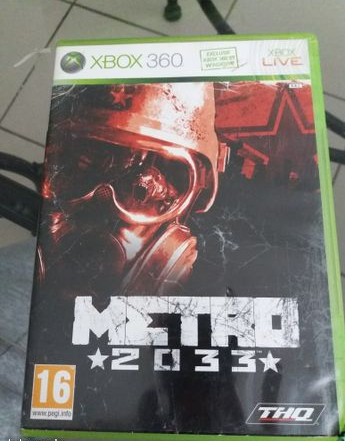 XBOX 360
XBOX
LIVE
METRO
2033
16
www.pegi.info
THQ